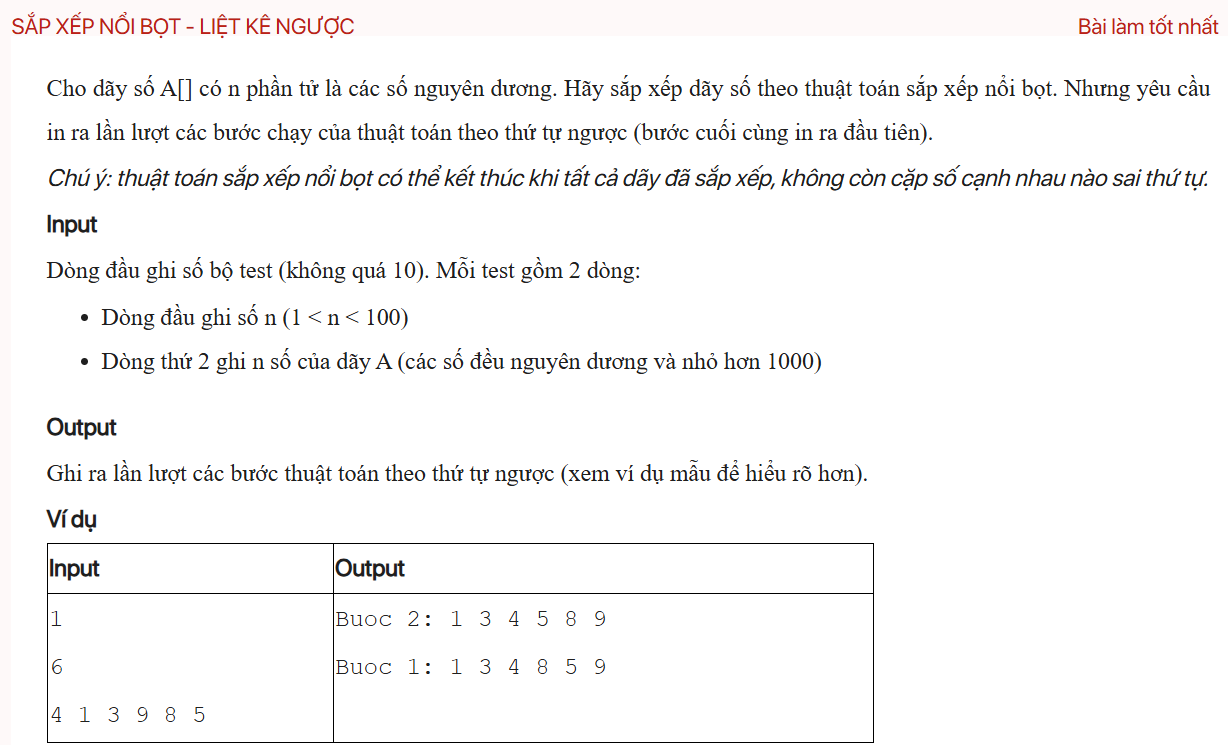 SẮP XẾP NỔI BỌT - LIỆT KÊ NGƯỢC
Bài làm tốt nhất
Cho dãy số A[] có n phần tử là các số nguyên dương. Hãy sắp xếp dãy số theo thuật toán sắp xếp nổi bọt. Nhưng yêu cầu
in ra lần lượt các bước chạy của thuật toán theo thứ tự ngược (bước cuối cùng in ra đầu tiên).
Chú ý: thuật toán sắp xếp nổi bọt có thể kết thúc khi tất cả dãy đã sắp xếp, không còn cặp số cạnh nhau nào sai thứ tự.
Input
Dòng đầu ghi số bộ test (không quá 10). Mỗi test gồm 2 dòng:
• Dòng đầu ghi số n (1 < n < 100)
• Dòng thứ 2 ghi n số của dãy A (các số đều nguyên dương và nhỏ hơn 1000)
Output
Ghi ra lần lượt các bước thuật toán theo thứ tự ngược (xem ví dụ mẫu để hiểu rõ hơn).
Ví dụ
Input
Output
1
6
4 1 3 9 8 5
Buoc 2: 1 3 4 5 8 9
Buoc 1: 1 3 4 8 5 9